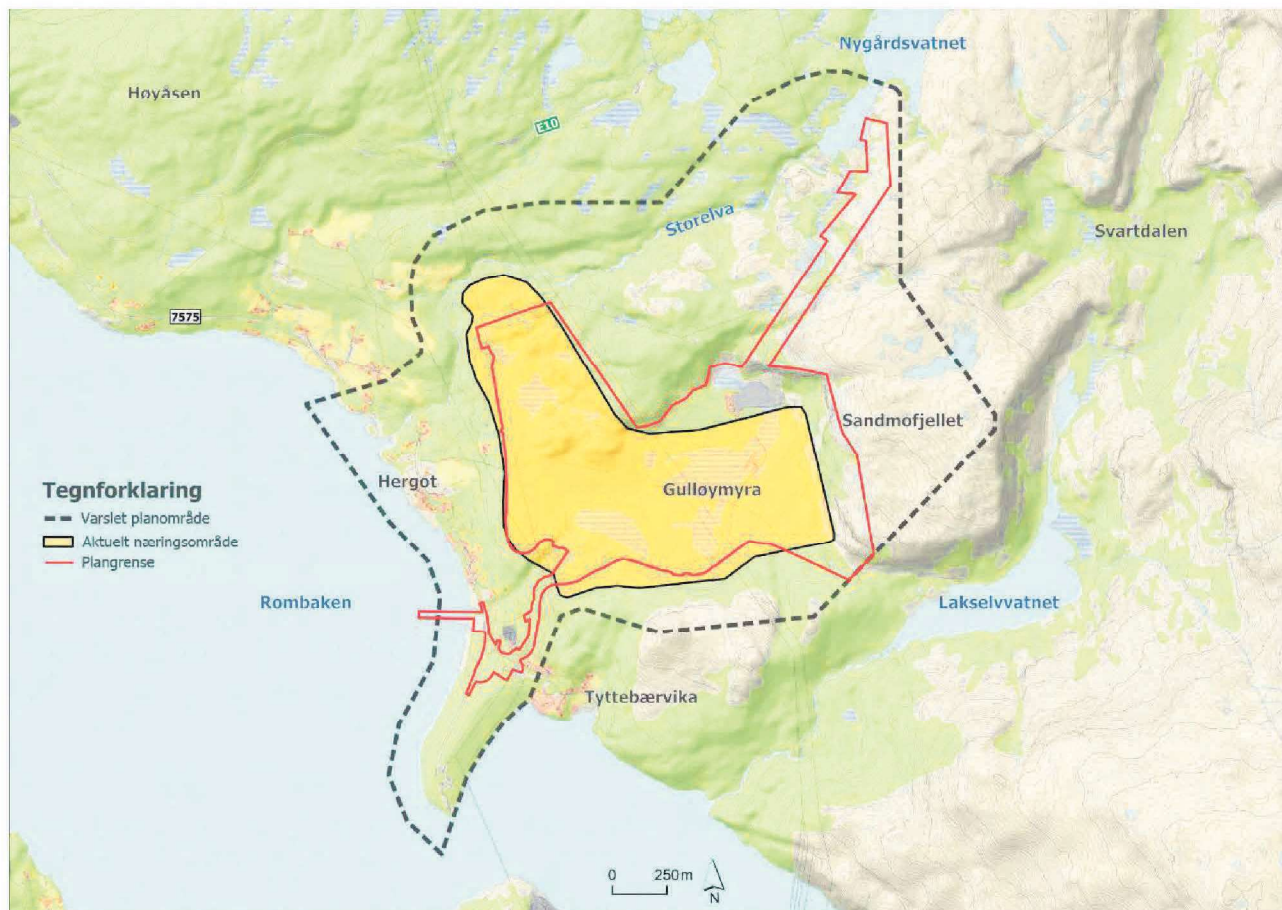 Nygårdsvatnet
Høyåsen
E10
Storelva
Svartdalen
7575
Sandmofjellet
Hergot
Gulløymyra
Tegnforklaring
Varslet planområde
Aktuelt næringsområde
Plangrense
Rombaken
Lakselvvatnet
Tyttebærvika
0 250 m
N